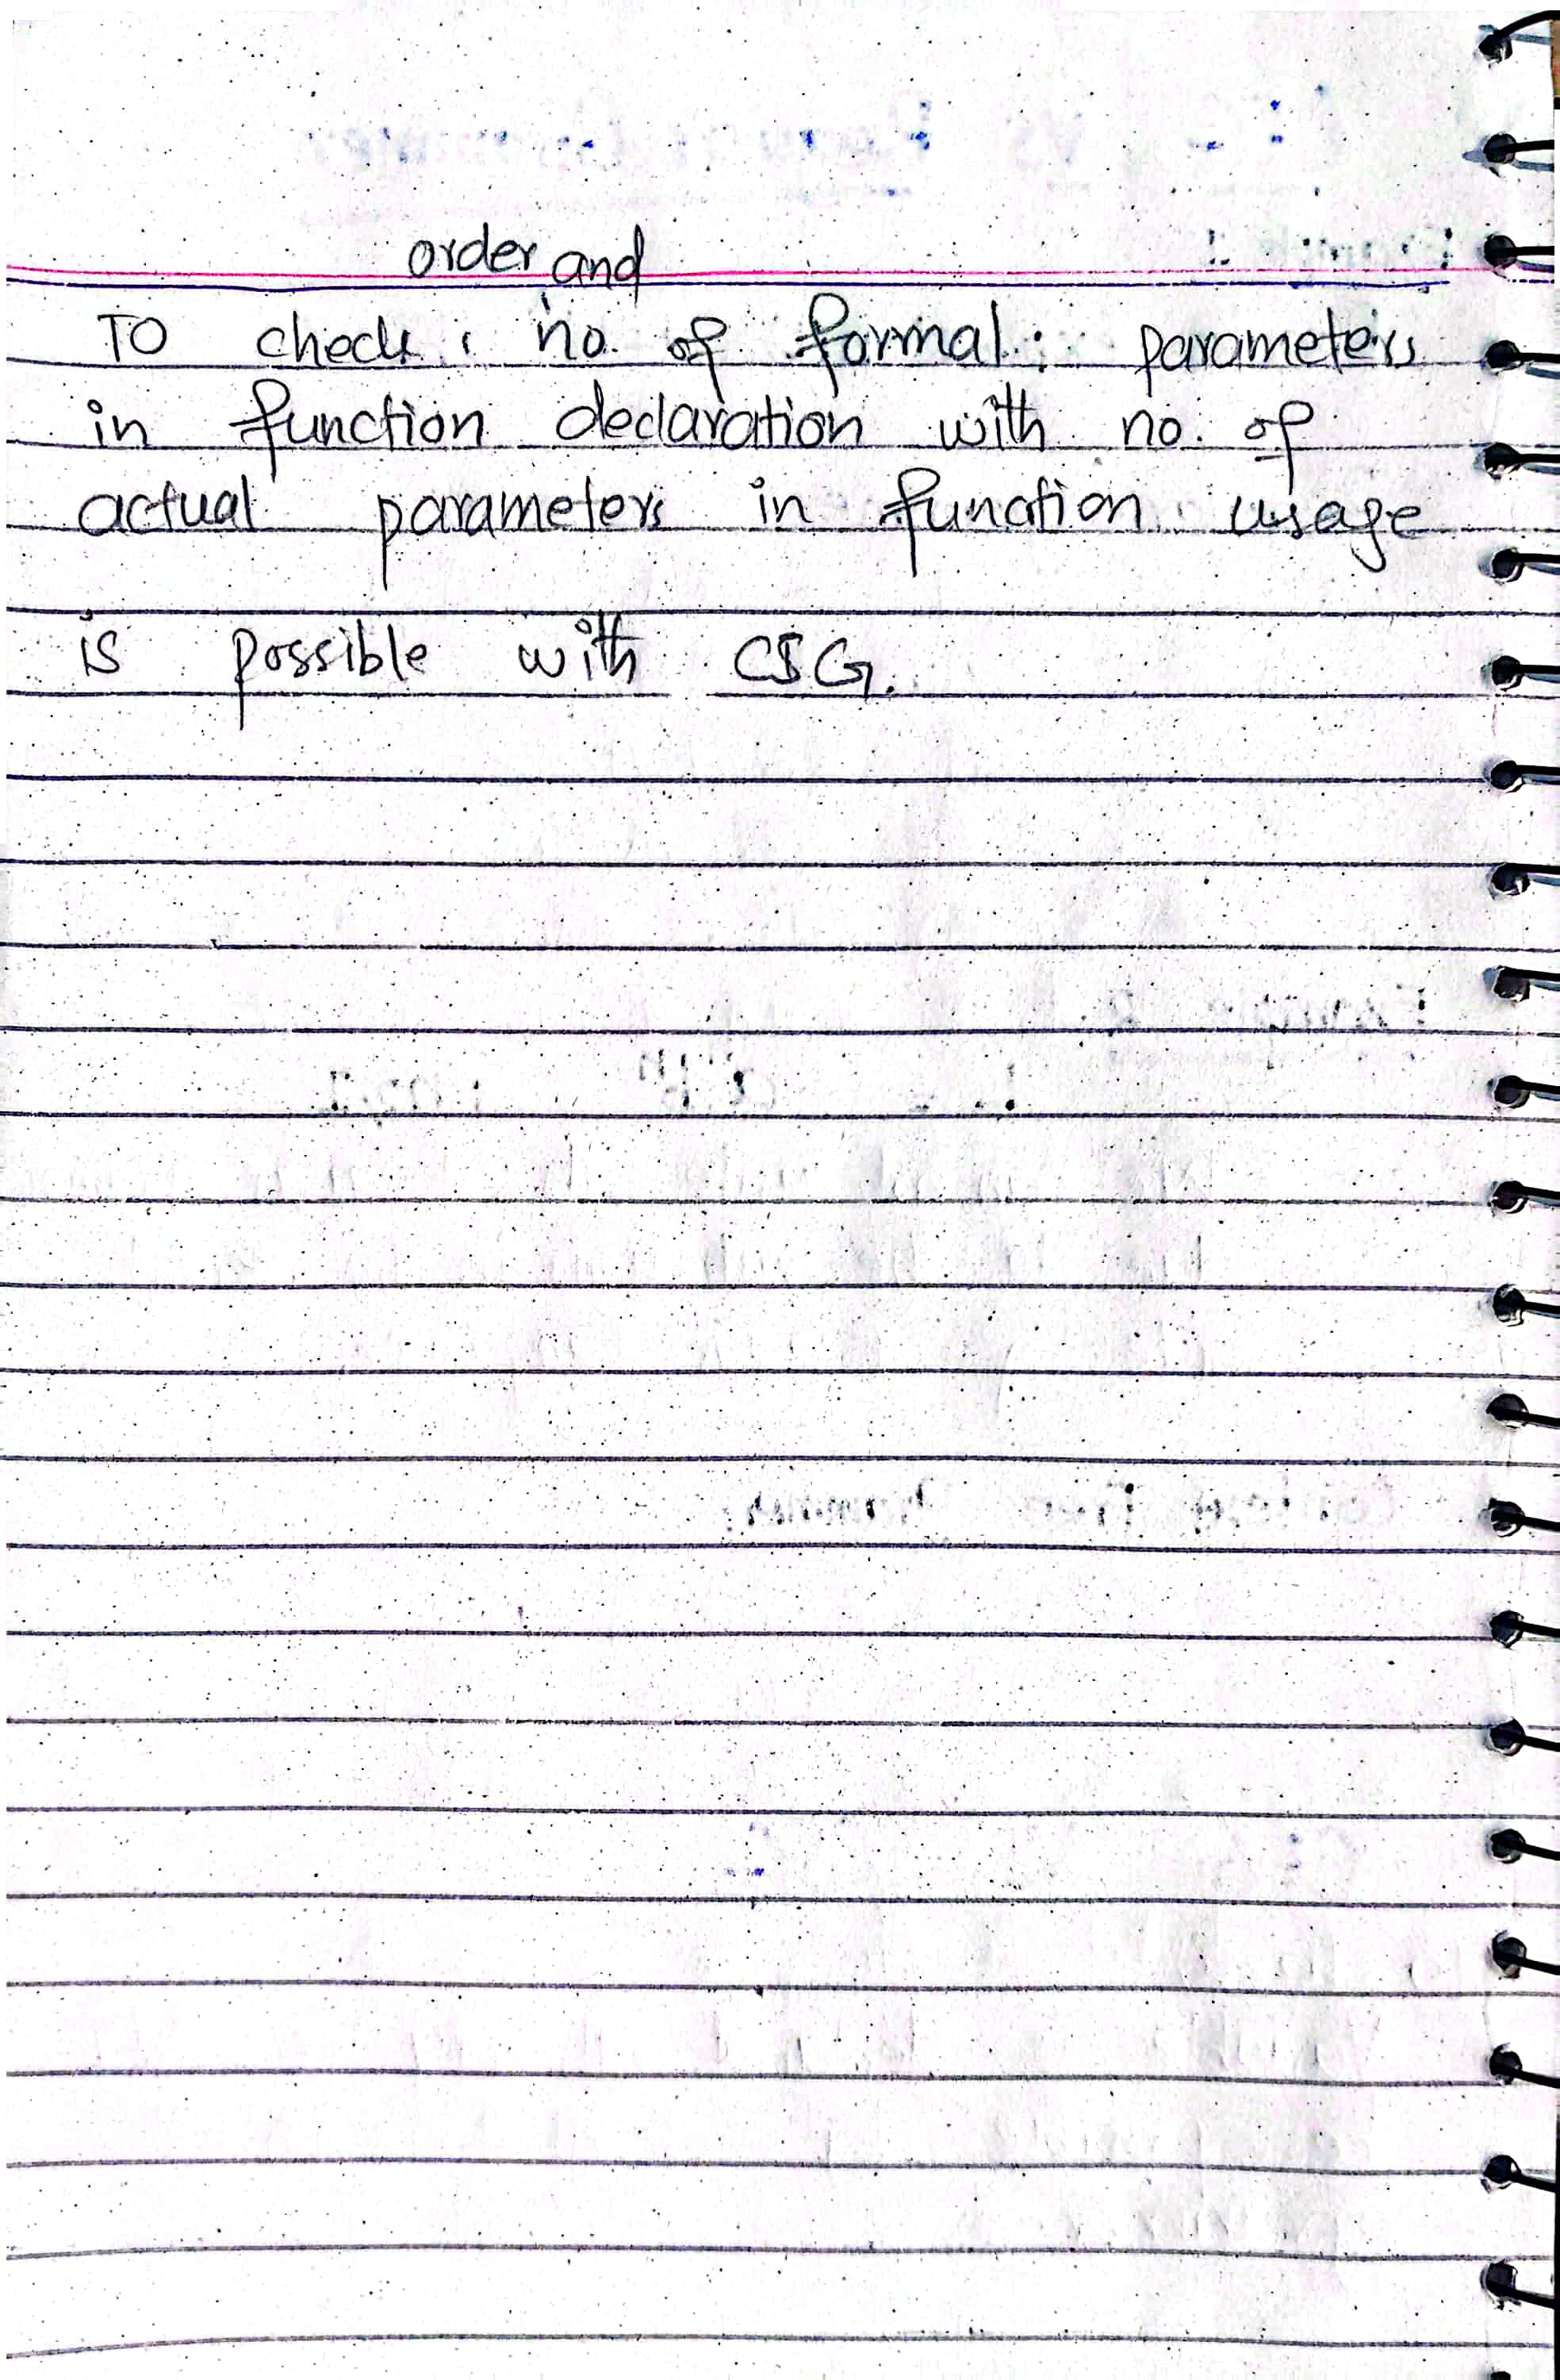 order and
TO check no. of formal parameters
in function declaration with no. of
actual parameters in function usage
is possible with CSG.